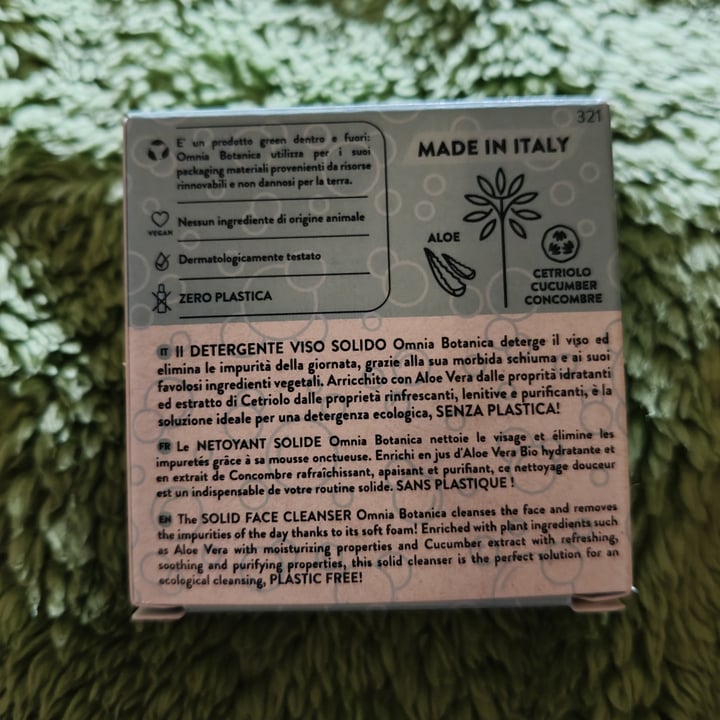 321
E' un prodotto green dentro e fuori:
Omnia Botanica utilizza per i suoi
packaging materiali provenienti da risorse
rinnovabili e non dannosi per la terra.
VEGAN
Nessun ingrediente di origine animale
Dermatologicamente testato
ZERO PLASTICA
MADE IN ITALY
ALOE
CETRIOLO
CUCUMBER
CONCOMBRE
IT Il DETERGENTE VISO SOLIDO Omnia Botanica deterge il viso ed
elimina le impurità della giornata, grazie alla sua morbida schiuma e ai suoi
favolosi ingredienti vegetali. Arricchito con Aloe Vera dalle proprità idratanti
ed estratto di Cetriolo dalle proprietà rinfrescanti, lenitive e purificanti, è la
soluzione ideale per una detergenza ecologica, SENZA PLASTICA!
FR Le NETOYANT SOLIDE Omnia Botanica nettoie le visage et élimine les
impuretés grâce à sa mousse onctueuse. Enrichi en jus d'Aloe Vera Bio hydratante et
en extrait de Concombre rafraîchissant, apaisant et purifiant, ce nettoyage douceur
est un indispensable de votre routine solide. SANS PLASTIQUE !
EN The SOLID FACE CLEANSER Omnia Botanica cleanses the face and removes
the impurities of the day thanks to its soft foam! Enriched with plant ingredients such
as Aloe Vera with moisturizing properties and Cucumber extract with refreshing,
soothing and purifying properties, this solid cleanser is the perfect solution for an
ecological cleansing, PLASTIC FREE!